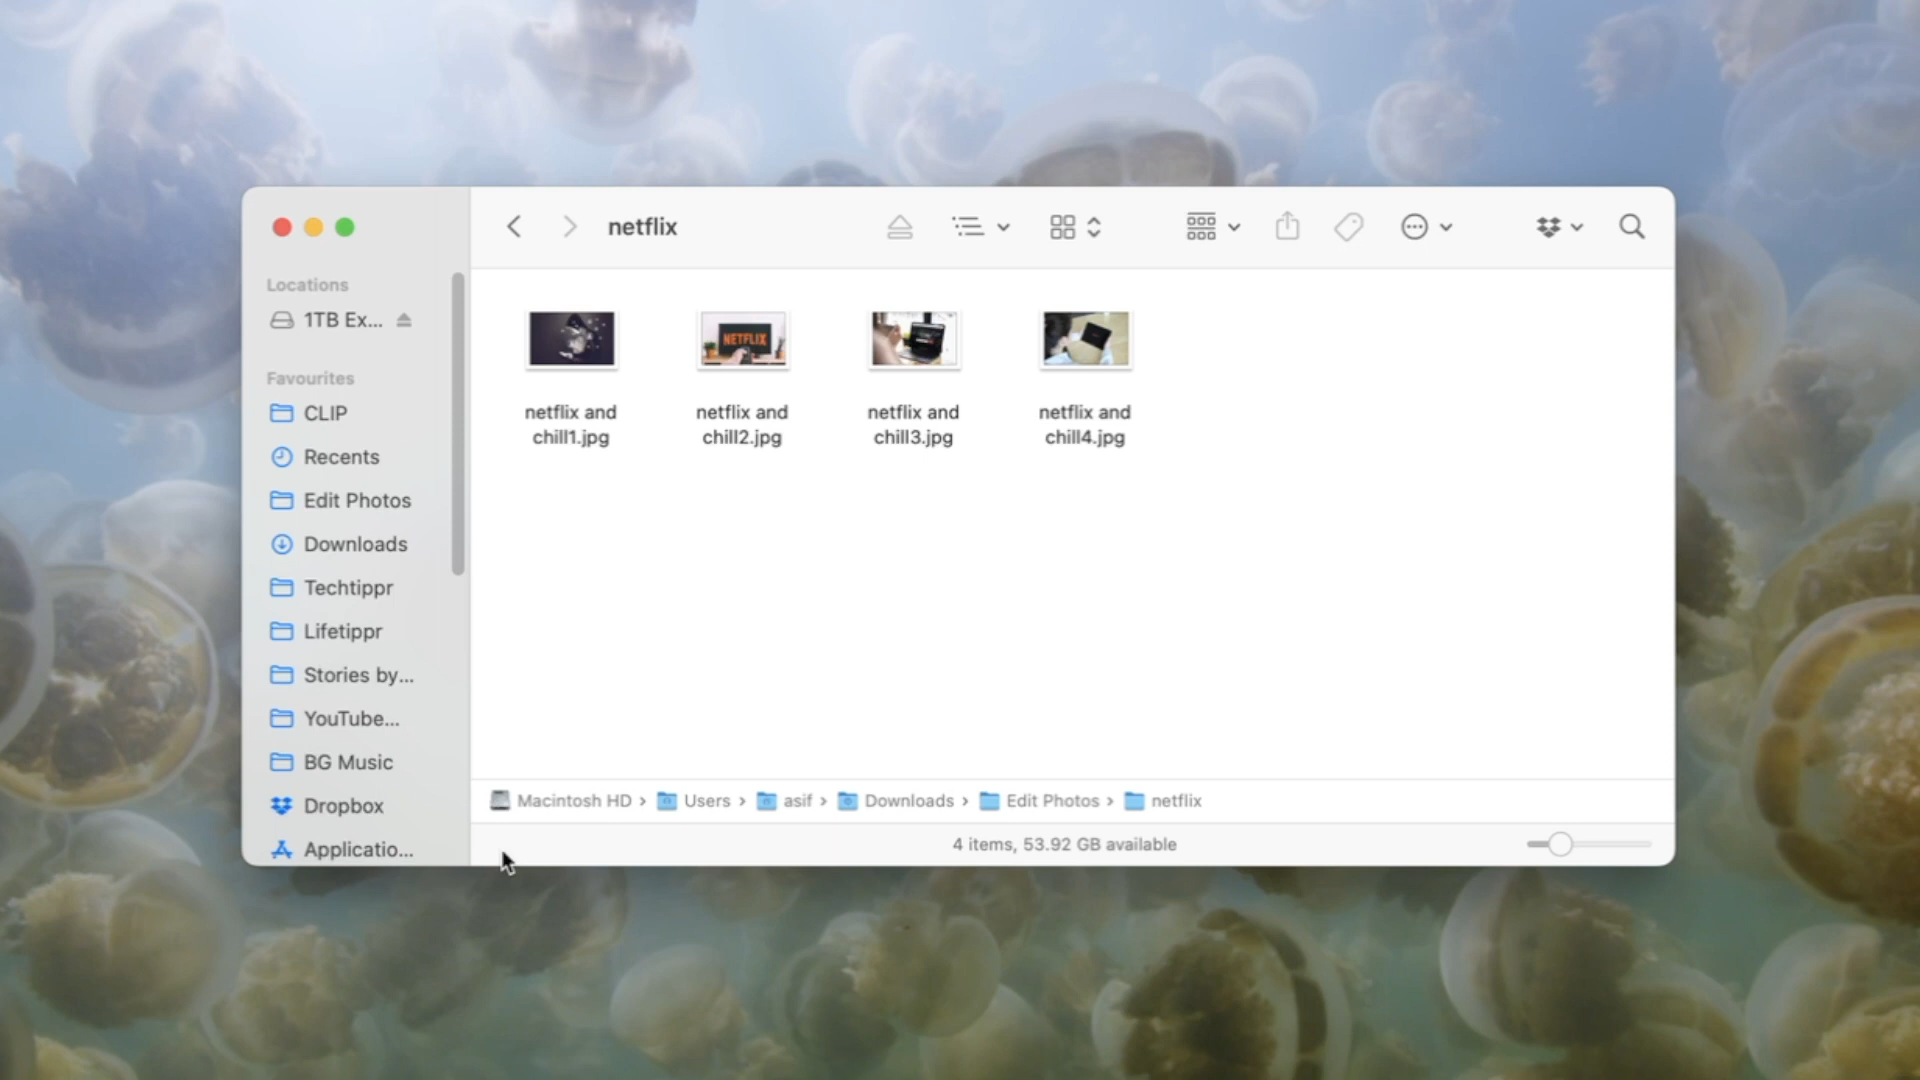 netflix
Locations
1TB Ex...
Favourites
CLIP
Recents
Edit Photos
Downloads
Techtippr
Lifetippr
Stories by...
YouTube...
BG Music
Dropbox
Applicatio...
NETFLIX
netflix and
chill1.jpg
netflix and
chill2.jpg
netflix and
chill3.jpg
netflix and
chill4.jpg
Macintosh HD › Users › asif › Downloads › Edit Photos › netflix
4 items, 53.92 GB available